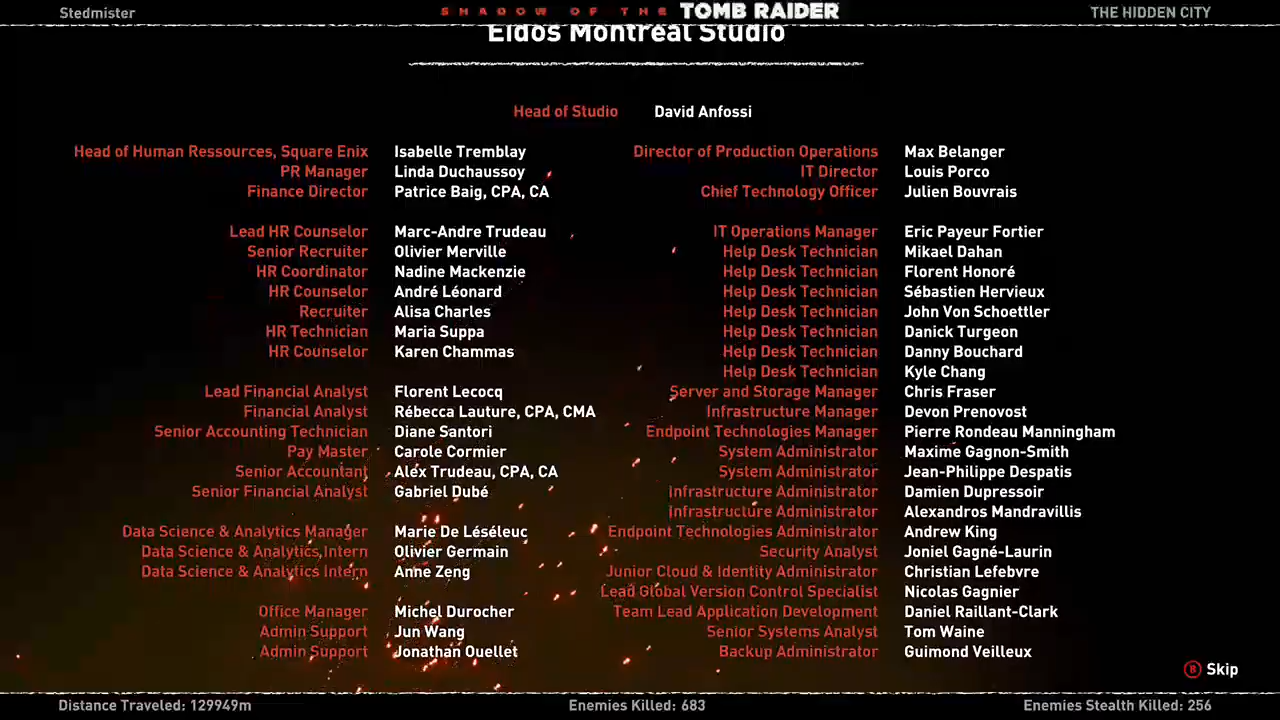 Stedmister
SHADOW OF THE TOMB RAIDER
THE HIDDEN CITY
Eidos Montréal Studio
Head of Studio David Anfossi
Head of Human Ressources, Square Enix Isabelle Tremblay
PR Manager Linda Duchaussoy
Finance Director Patrice Baig, CPA, CA
Lead HR Counselor Marc-Andre Trudeau
Senior Recruiter Olivier Merville
HR Coordinator Nadine Mackenzie
HR Counselor André Léonard
Recruiter Alisa Charles
HR Technician Maria Suppa
HR Counselor Karen Chammas
Lead Financial Analyst Florent Lecocq
Financial Analyst Rébecca Lauture, CPA, CMA
Senior Accounting Technician Diane Santori
Pay Master Carole Cormier
Senior Accountant Alex Trudeau, CPA, CA
Senior Financial Analyst Gabriel Dubé
Data Science & Analytics Manager Marie De Léséleuc
Data Science & Analytics Intern Olivier Germain
Data Science & Analytics Intern Anne Zeng
Office Manager Michel Durocher
Admin Support Jun Wang
Admin Support Jonathan Ouellet
Director of Production Operations Max Belanger
IT Director Louis Porco
Chief Technology Officer Julien Bouvrais
IT Operations Manager Eric Payeur Fortier
Help Desk Technician Mikael Dahan
Help Desk Technician Florent Honoré
Help Desk Technician Sébastien Hervieux
Help Desk Technician John Von Schoettler
Help Desk Technician Danick Turgeon
Help Desk Technician Danny Bouchard
Help Desk Technician Kyle Chang
Server and Storage Manager Chris Fraser
Infrastructure Manager Devon Prenovost
Endpoint Technologies Manager Pierre Rondeau Manningham
System Administrator Maxime Gagnon-Smith
System Administrator Jean-Philippe Despatis
Infrastructure Administrator Damien Dupressoir
Infrastructure Administrator Alexandros Mandravillis
Endpoint Technologies Administrator Andrew King
Security Analyst Joniel Gagné-Laurin
Junior Cloud & Identity Administrator Christian Lefebvre
Lead Global Version Control Specialist Nicolas Gagnier
Team Lead Application Development Daniel Raillant-Clark
Senior Systems Analyst Tom Waine
Backup Administrator Guimond Veilleux
B Skip
Distance Traveled: 129949m
Enemies Killed: 683
Enemies Stealth Killed: 256